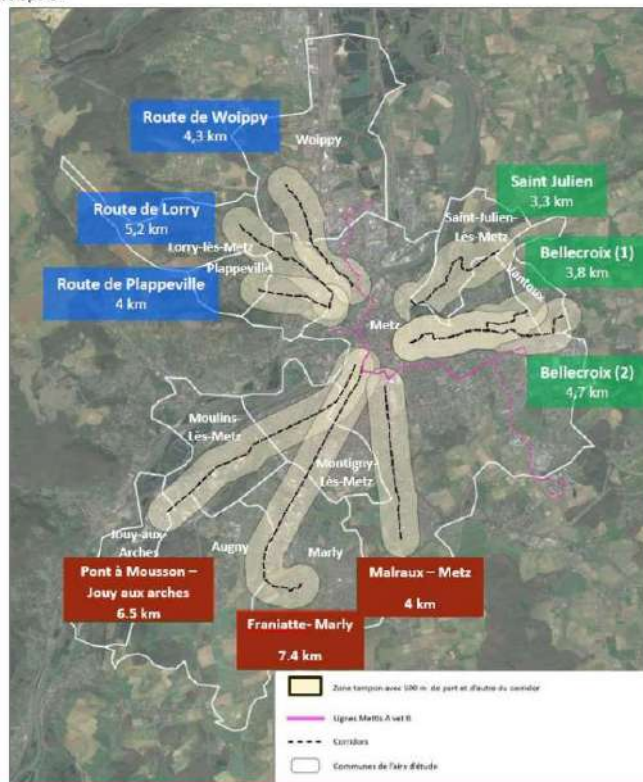 Route de Woippy
4,3 km
Woippy
Saint Julien
3,3 km
Route de Lorry
5,2 km
Saint-Julien-
Lès-Metz
Lorry-lès-Metz
Plappeville
Bellecroix (1)
3,8 km
Vantoux
Route de Plappeville
4 km
Metz
Bellecroix (2)
4,7 km
Moulins-
Lès-Metz
Montigny-
Lès-Metz
Jouy-aux-
Arches
Augny
Marly
Pont à Mousson –
Jouy aux arches
6.5 km
Malraux – Metz
4 km
Franiatte- Marly
7.4 km
Zone tampon avec 500 m de part et d'autre du corridor
Lignes Mettis A et B
Corridors
Communes de l'aire d'étude